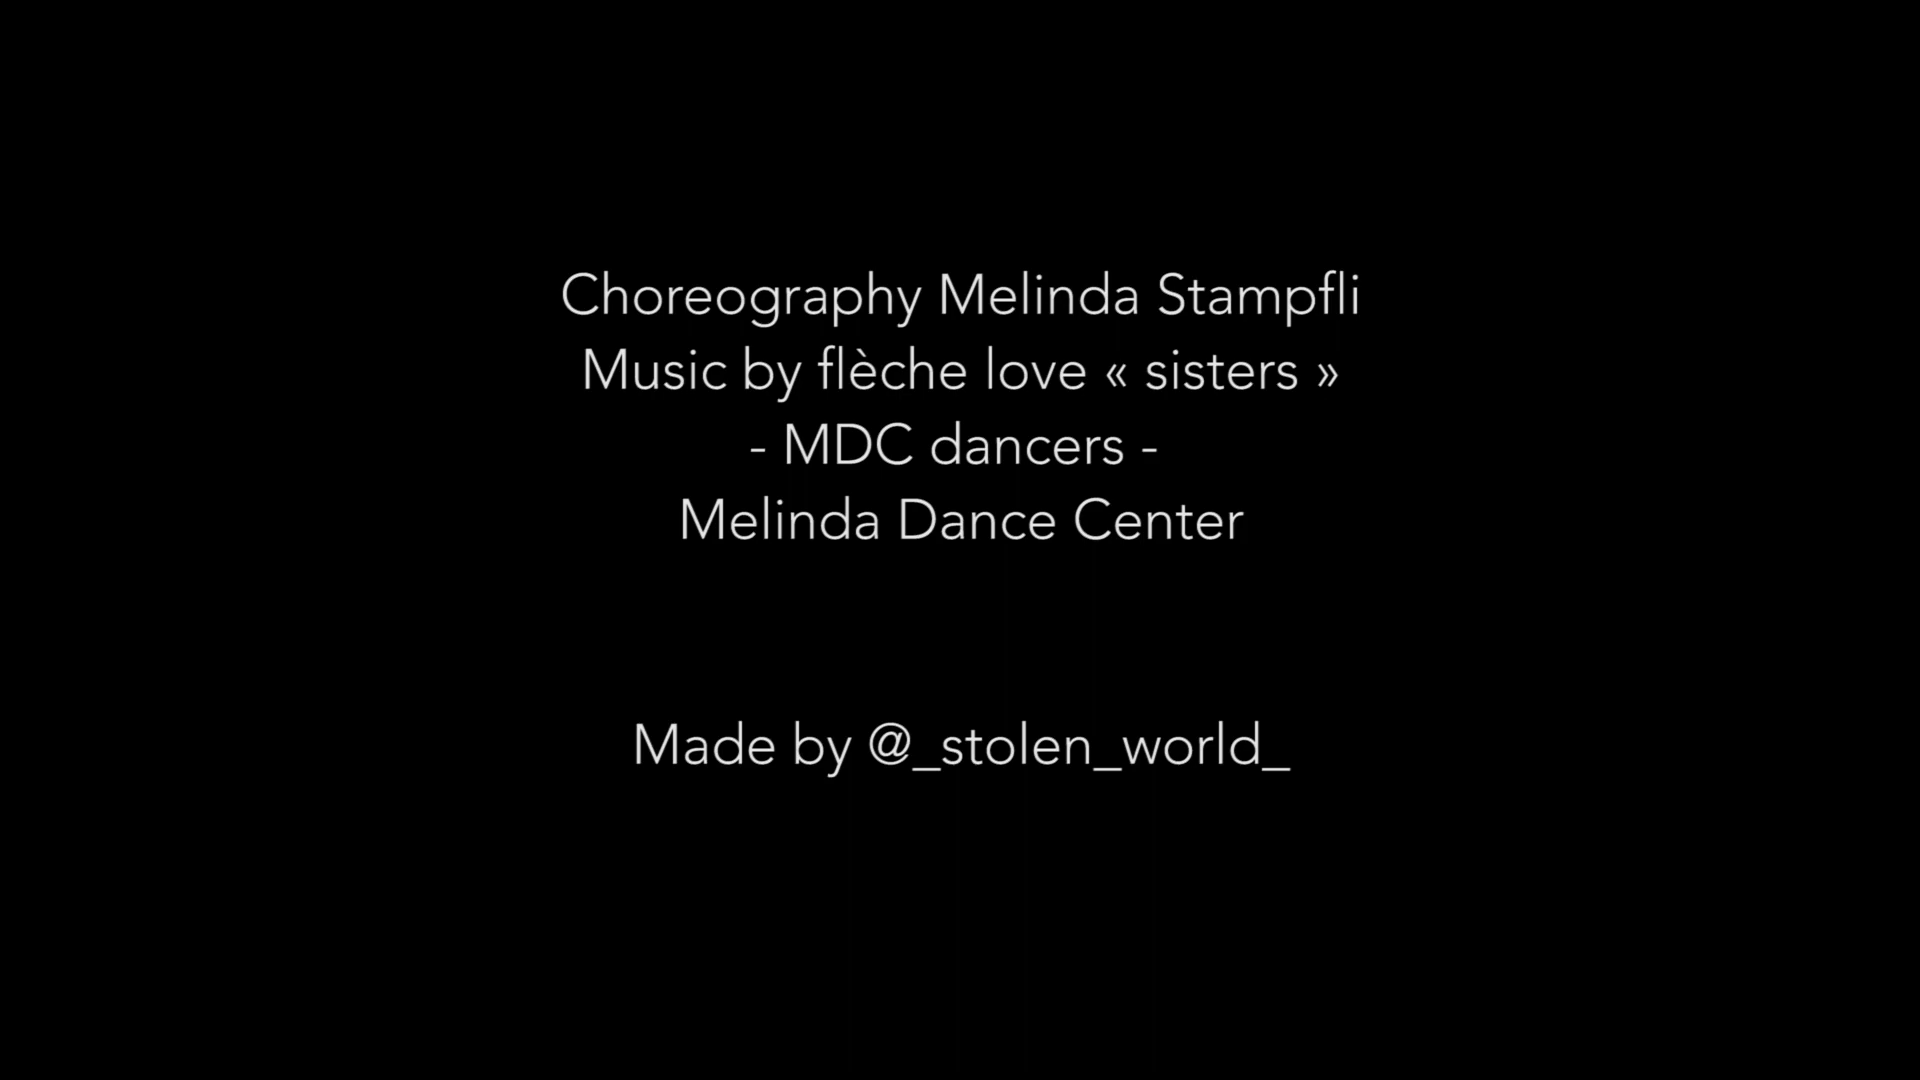 Choreography Melinda Stampfli
Music by flèche love « sisters »
- MDC dancers -
Melinda Dance Center
Made by @_stolen_world_